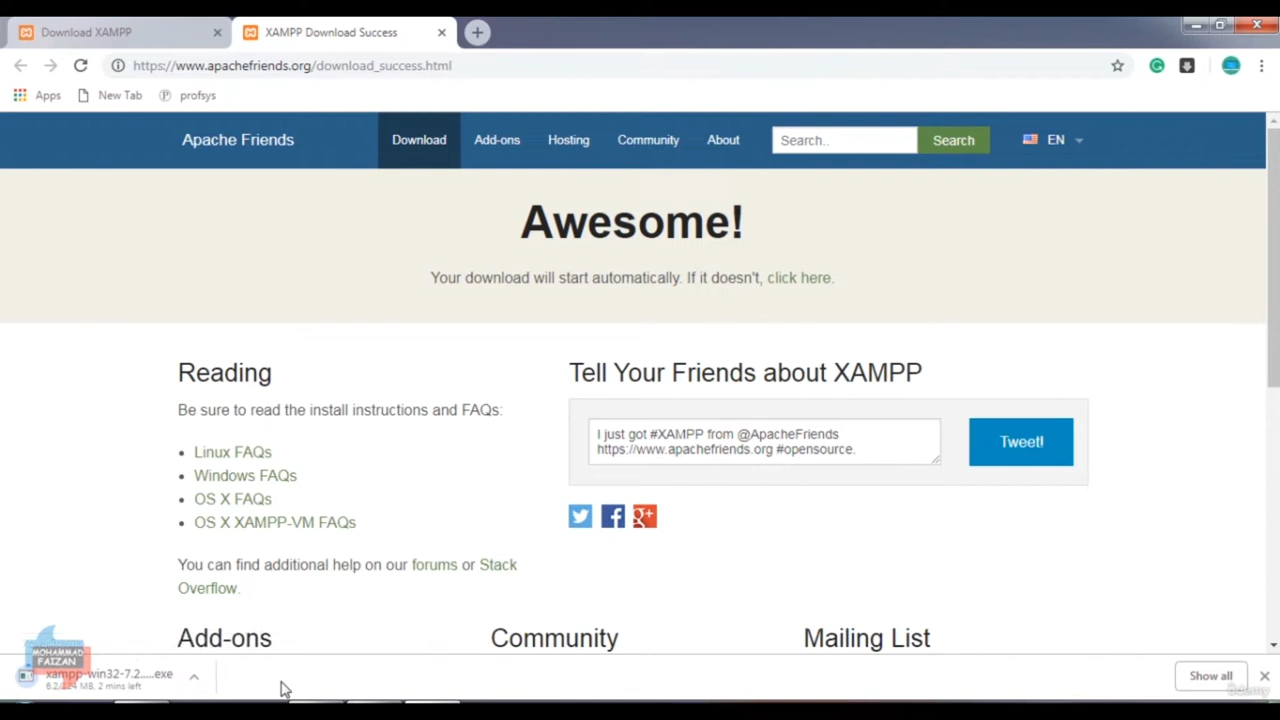 Download XAMPP
XAMPP Download Success
https://www.apachefriends.org/download_success.html
Apps
New Tab
profsys
Apache Friends
Download
Add-ons
Hosting
Community
About
Search..
Search
EN
Awesome!
Your download will start automatically. If it doesn't, click here.
Reading
Be sure to read the install instructions and FAQs:
Linux FAQs
Windows FAQs
OS X FAQs
OS X XAMPP-VM FAQs
You can find additional help on our forums or Stack
Overflow.
Tell Your Friends about XAMPP
I just got #XAMPP from @ApacheFriends
https://www.apachefriends.org #opensource.
Tweet!
Add-ons
Community
Mailing List
MOHAMMAD
FAIZAN
xampp-win32-7.2.....exe
MB, 2 mins left
Show all
ûdemy